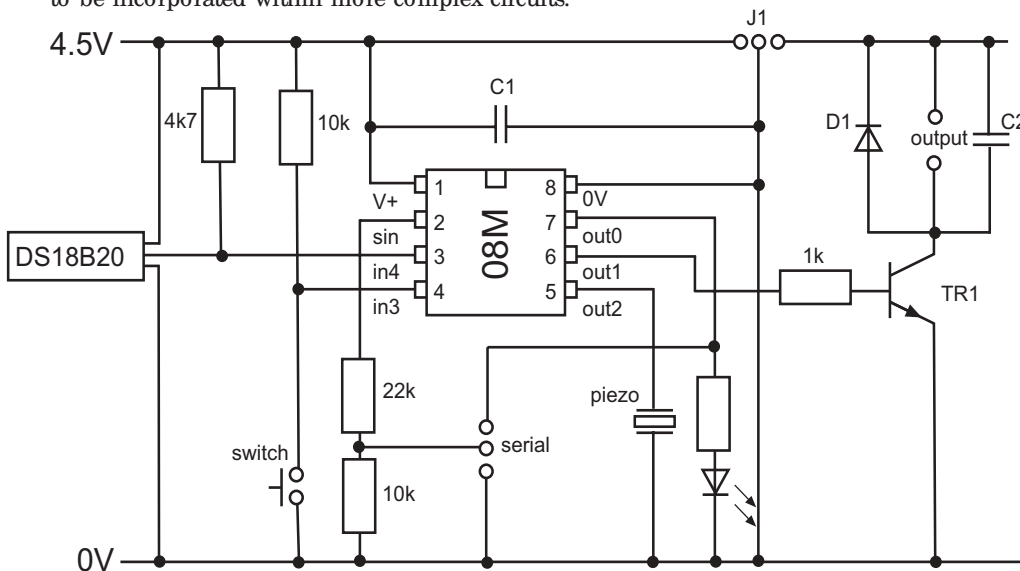 to be incorporated within more complex circuits.
J1
4.5V
C1
4k7
10k
D1
output
C2
1
8
V+
0V
2
7
sin
out0
DS18B20
08M
3
6
in4
out1
1k
4
5
in3
out2
TR1
22k
piezo
switch
serial
10k
0V